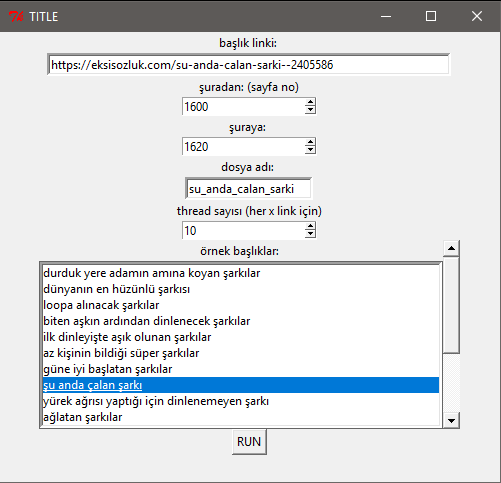 TITLE
başlık linki:
https://eksisozluk.com/su-anda-calan-sarki--2405586
şuradan: (sayfa no)
1600
şuraya:
1620
dosya adı:
su_anda_calan_sarki
thread sayısı (her x link için)
10
örnek başlıklar:
durduk yere adamın amına koyan şarkılar
dünyanın en hüzünlü şarkısı
loopa alınacak şarkılar
biten aşkın ardından dinlenecek şarkılar
ilk dinleyişte aşık olunan şarkılar
az kişinin bildiği süper şarkılar
güne iyi başlatan şarkılar
şu anda çalan şarkı
yürek ağrısı yaptığı için dinlenemeyen şarkı
ağlatan şarkılar
RUN